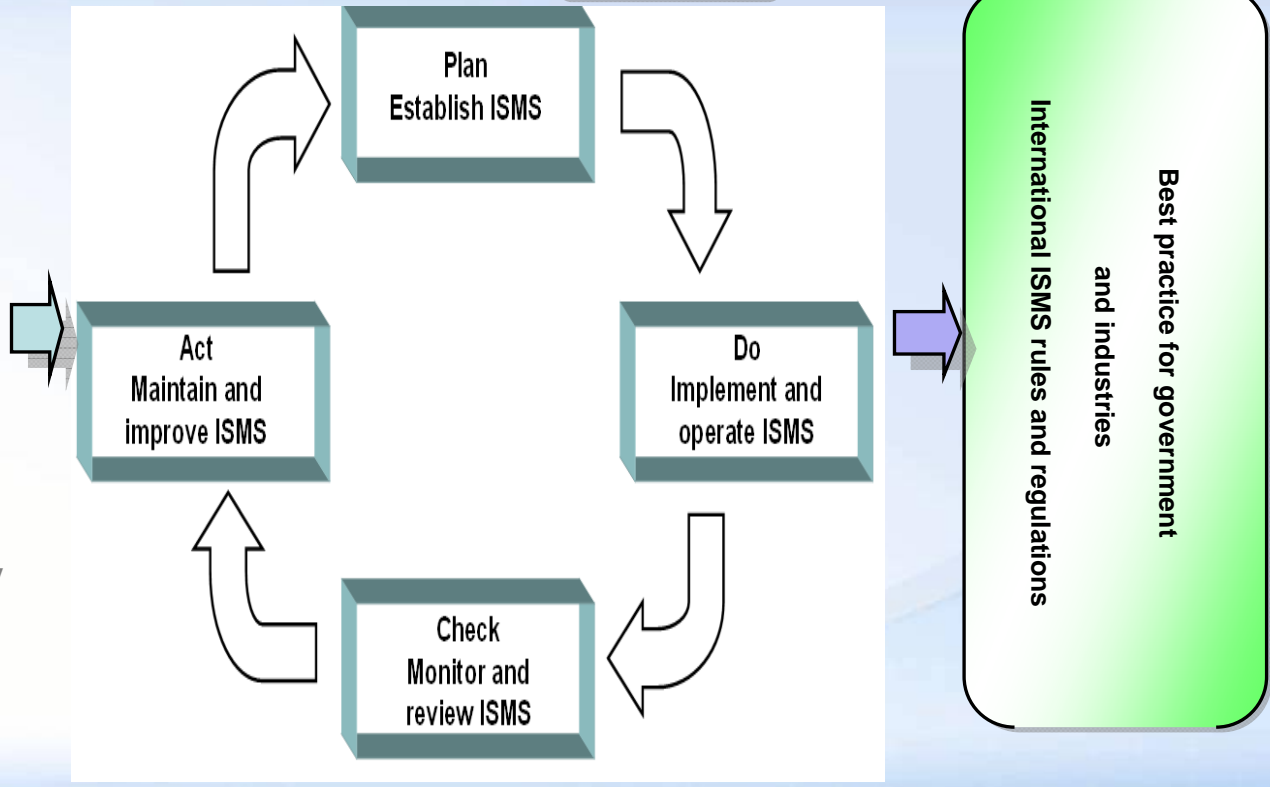 Plan
Establish ISMS
Act
Maintain and
improve ISMS
Do
Implement and
operate ISMS
Check
Monitor and
review ISMS
Best practice for government
and industries
International ISMS rules and regulations